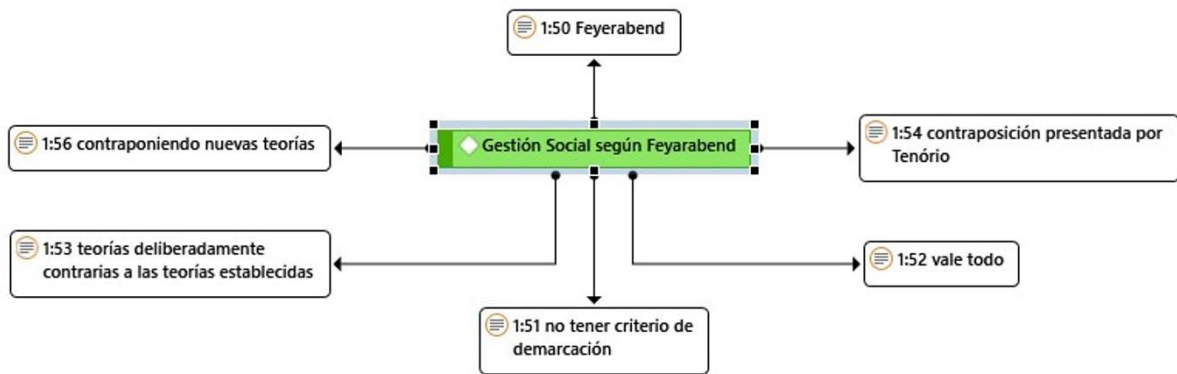 1:50 Feyerabend
1:56 contraponiendo nuevas teorías
Gestión Social según Feyarabend
1:54 contraposición presentada por
Tenório
1:53 teorías deliberadamente
contrarias a las teorías establecidas
1:52 vale todo
1:51 no tener criterio de
demarcación